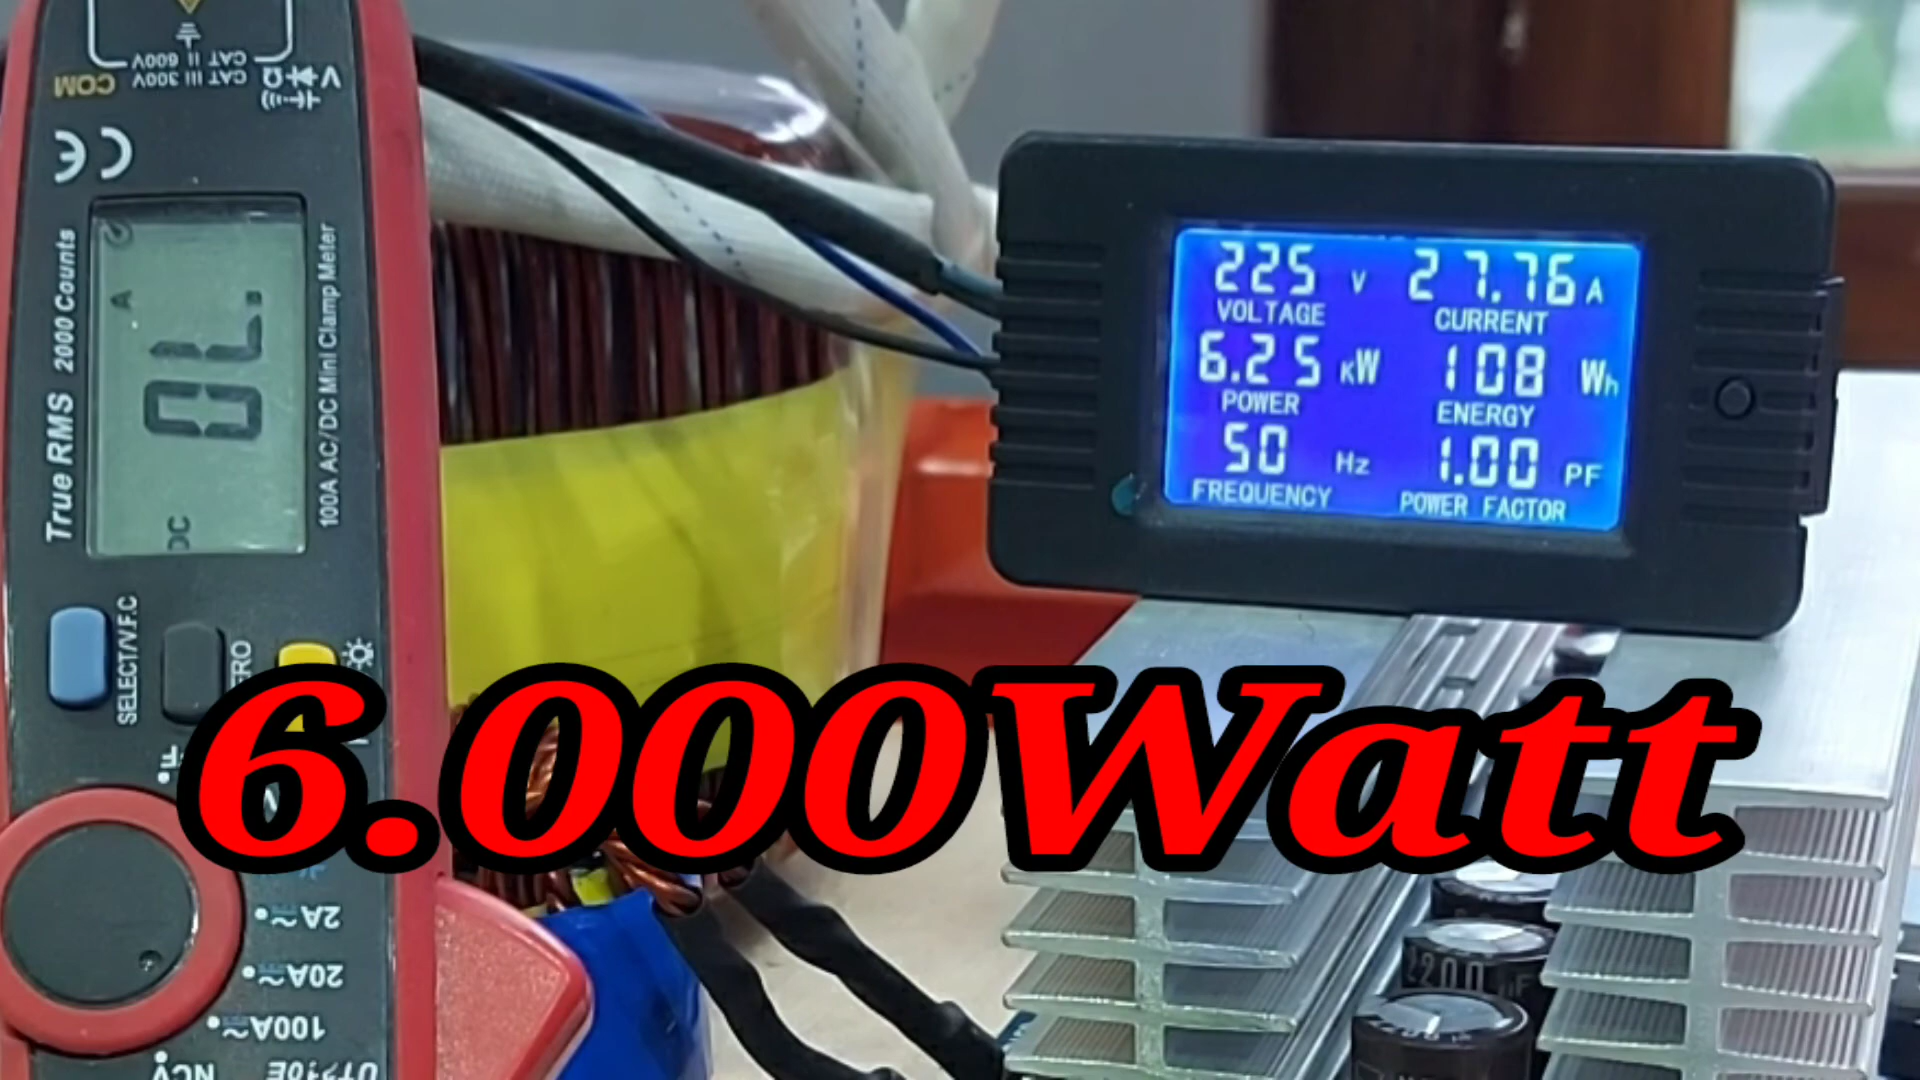 COM
CAT III 300V
CAT II 600V
CE
True RMS 2000 Counts
100A AC/DC Mini Clamp Meter
A
OL.
DC
SELECT/V.F.C
2A
20A
100A
NCV
225 V 27.76 A
VOLTAGE CURRENT
6.25 KW 108 Wh
POWER ENERGY
50 Hz 1.00 PF
FREQUENCY POWER FACTOR
6.000Watt